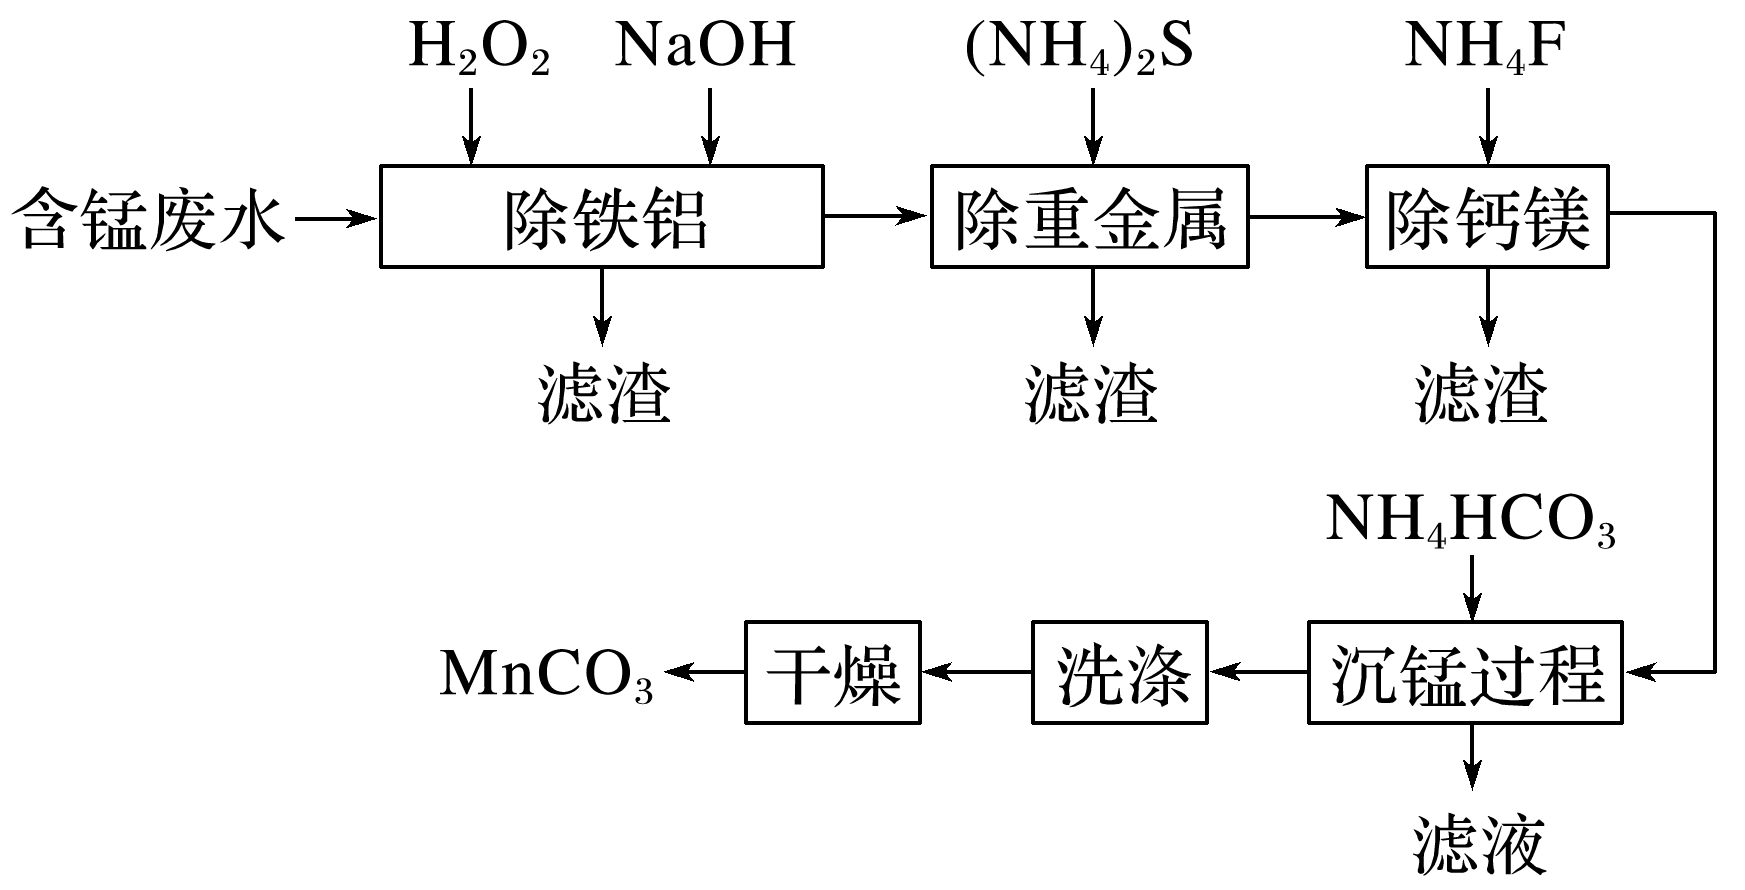 H₂O₂ NaOH (NH₄)₂S NH₄F
含锰废水 除铁铝 除重金属 除钙镁
滤渣 滤渣 滤渣
NH₄HCO₃
MnCO₃ 干燥 洗涤 沉锰过程
滤液